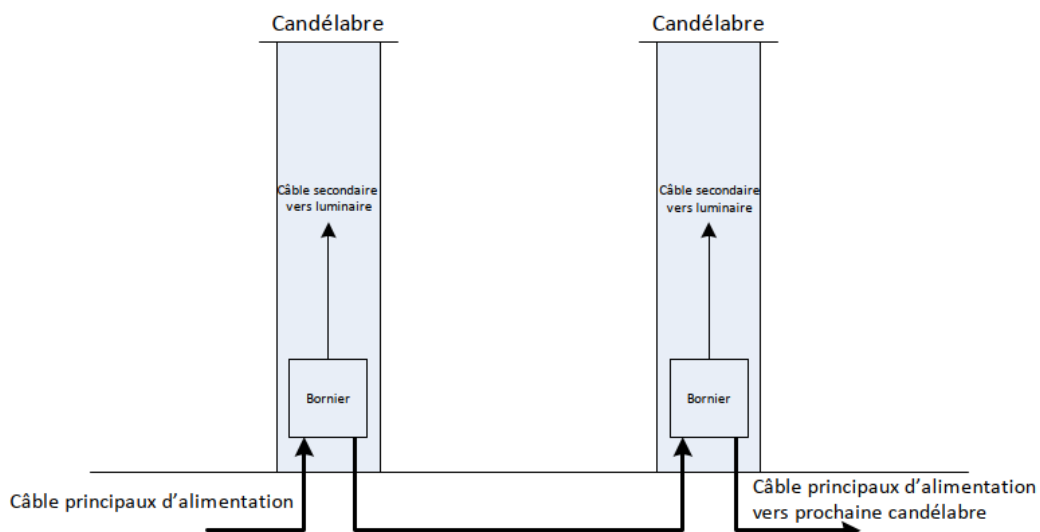 Candélabre
Candélabre
Câble secondaire
vers luminaire
Câble secondaire
vers luminaire
Bornier
Bornier
Câble principaux d'alimentation
Câble principaux d'alimentation
vers prochaine candélabre